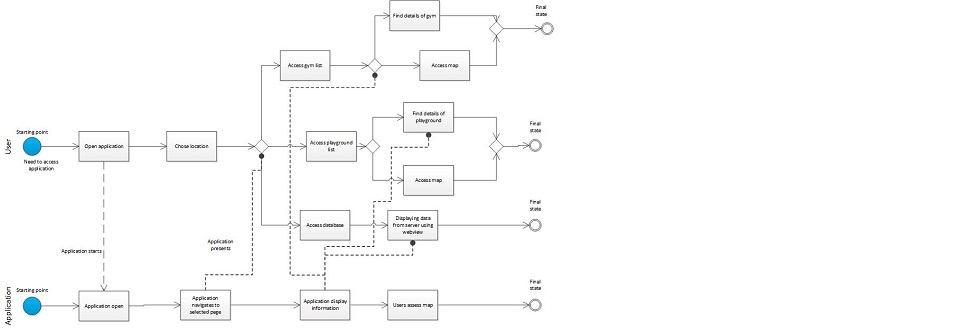 Find details of gym
Final
state
Access gym list
Access map
User
Starting point
Need to access
application
Open application
Chose location
Access playground
list
Find details of
playground
Access map
Final
state
Access database
Displaying data
from server using
webview
Final
state
Application starts
Application
presents
Application
Starting point
Application open
Application
navigates to
selected page
Application display
information
Users assess map
Final
state